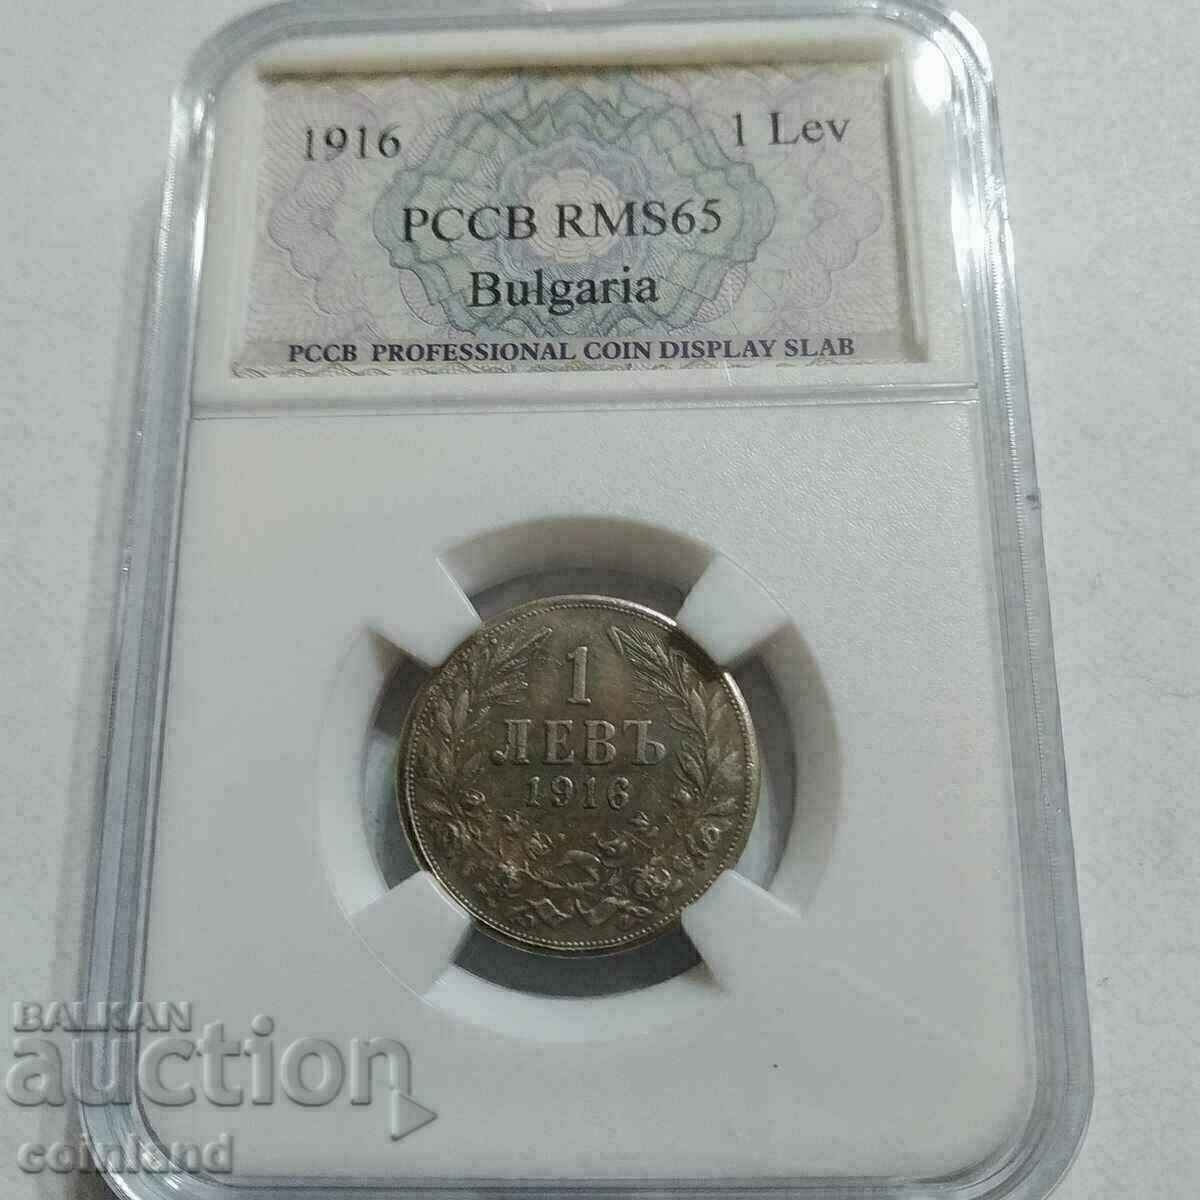 1916 1 Lev
PCCB RMS65
Bulgaria
PCCB PROFESSIONAL COIN DISPLAY SLAB
1
ЛЕВЪ
1916
BALKAN
auction
coinland